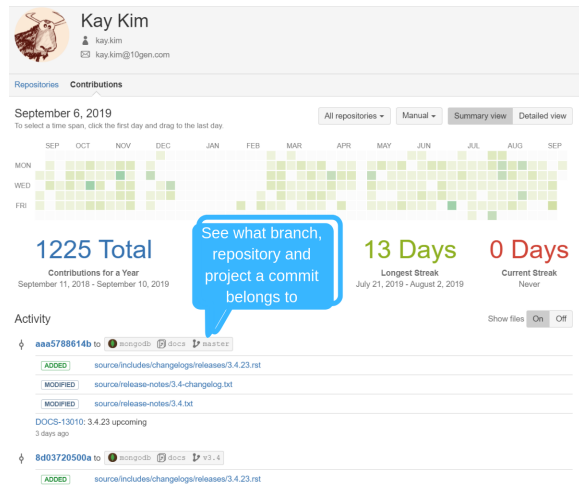 Kay Kim
kay.kim
kay.kim@10gen.com
Repositories Contributions
September 6, 2019
To select a time span, click the first day and drag to the last day.
All repositories Manual Summary view Detailed view
SEP OCT NOV DEC JAN FEB MAR APR MAY JUN JUL AUG SEP
MON
WED
FRI
See what branch,
repository and
project a commit
belongs to
1225 Total
Contributions for a Year
September 11, 2018 - September 10, 2019
13 Days
Longest Streak
July 21, 2019 - August 2, 2019
0 Days
Current Streak
Never
Activity
Show files On Off
aaa5788614b to mongodb docs master
ADDED source/includes/changelogs/releases/3.4.23.rst
MODIFIED source/release-notes/3.4-changelog.txt
MODIFIED source/release-notes/3.4.txt
DOCS-13010: 3.4.23 upcoming
3 days ago
8d03720500a to mongodb docs v3.4
ADDED source/includes/changelogs/releases/3.4.23.rst